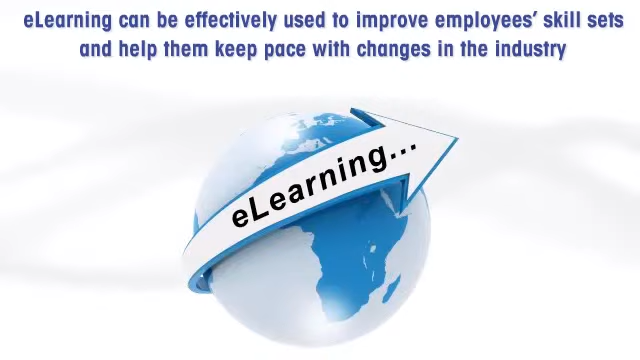 eLearning can be effectively used to improve employees’ skill sets
and help them keep pace with changes in the industry
eLearning...